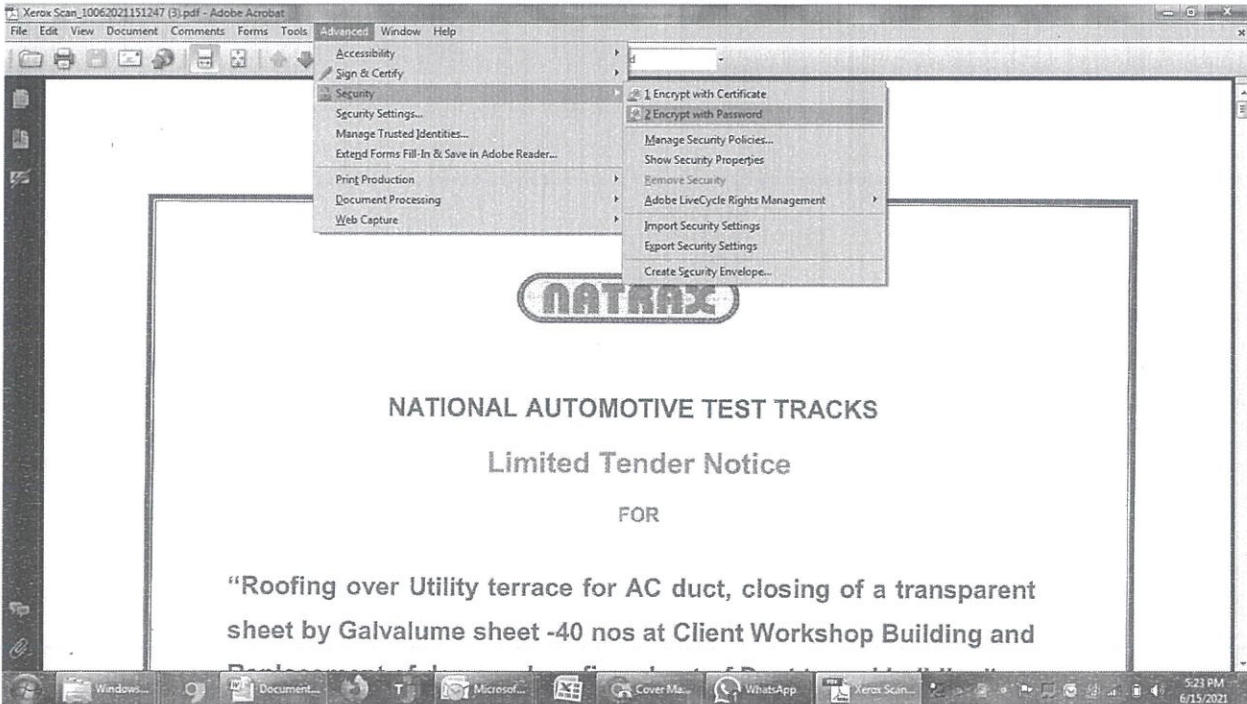 Xerox Scan_10062021151247 (3).pdf - Adobe Acrobat
File Edit View Document Comments Forms Tools Advanced Window Help
Accessibility
Sign & Certify
Security
Security Settings...
Manage Trusted Identities...
Extend Forms Fill-In & Save in Adobe Reader...
Print Production
Document Processing
Web Capture
1 Encrypt with Certificate
2 Encrypt with Password
Manage Security Policies...
Show Security Properties
Remove Security
Adobe LiveCycle Rights Management
Import Security Settings
Export Security Settings
Create Security Envelope...
NATRAX
NATIONAL AUTOMOTIVE TEST TRACKS
Limited Tender Notice
FOR
“Roofing over Utility terrace for AC duct, closing of a transparent
sheet by Galvalume sheet -40 nos at Client Workshop Building and
Windows... Document... T Microsof... Cover Ma... WhatsApp Xerox Scan... 5:23 PM
6/15/2021